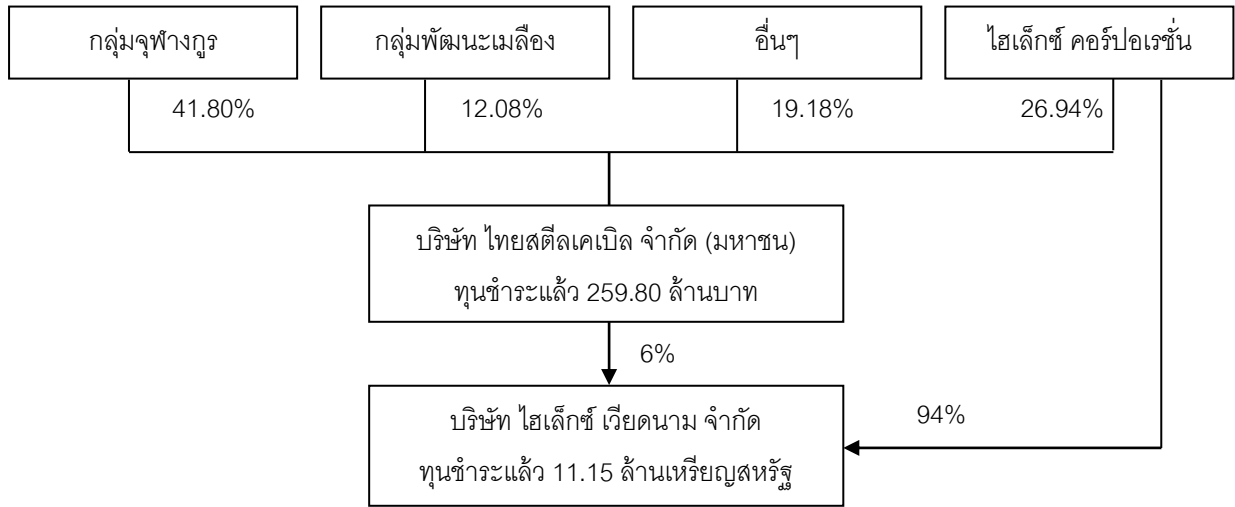 กลุ่มจุฬางกูร
กลุ่มพัฒนะเมลือง
อื่นๆ
ไฮเล็กซ์ คอร์ปอเรชั่น
41.80%
12.08%
19.18%
26.94%
บริษัท ไทยสตีลเคเบิล จำกัด (มหาชน)
ทุนชำระแล้ว 259.80 ล้านบาท
6%
บริษัท ไฮเล็กซ์ เวียดนาม จำกัด
ทุนชำระแล้ว 11.15 ล้านเหรียญสหรัฐ
94%